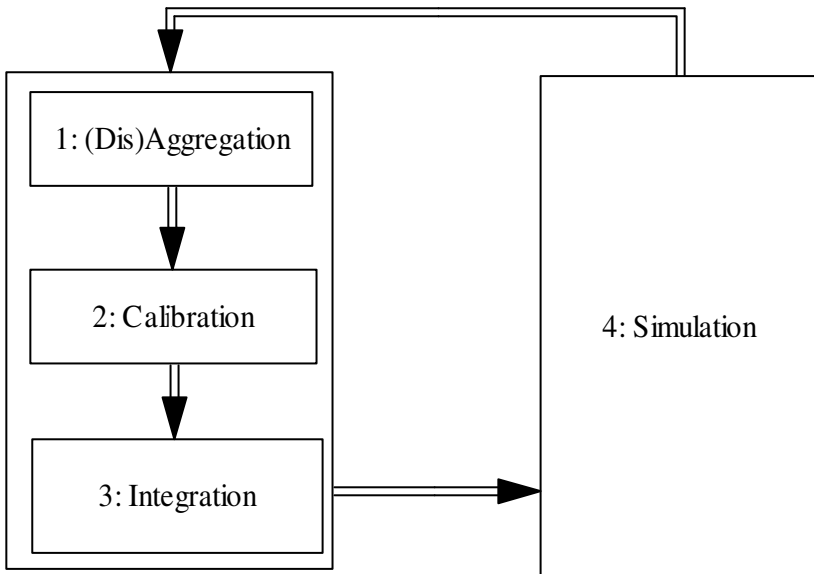 1: (Dis)Aggregation
2: Calibration
3: Integration
4: Simulation